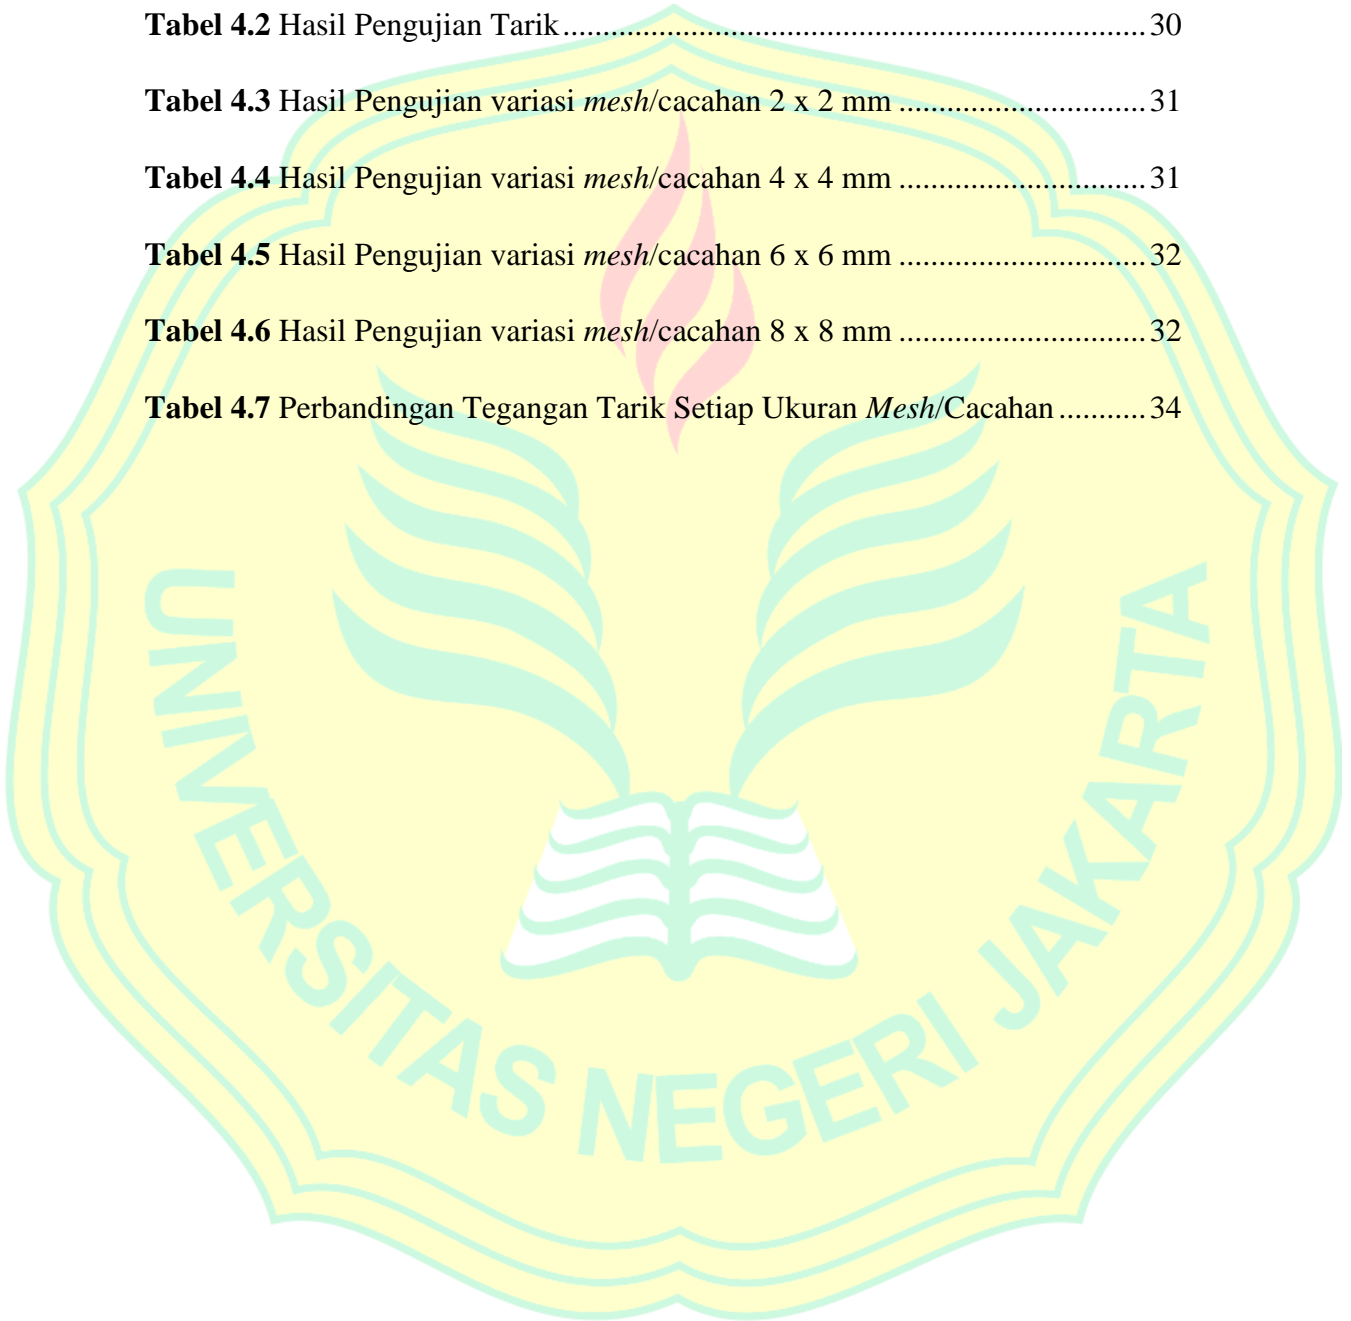 Tabel 4.2 Hasil Pengujian Tarik ......................................................................... 30
Tabel 4.3 Hasil Pengujian variasi mesh/cacahan 2 x 2 mm ............................... 31
Tabel 4.4 Hasil Pengujian variasi mesh/cacahan 4 x 4 mm ............................... 31
Tabel 4.5 Hasil Pengujian variasi mesh/cacahan 6 x 6 mm ............................... 32
Tabel 4.6 Hasil Pengujian variasi mesh/cacahan 8 x 8 mm ............................... 32
Tabel 4.7 Perbandingan Tegangan Tarik Setiap Ukuran Mesh/Cacahan ........... 34
UNIVERSITAS NEGERI JAKARTA